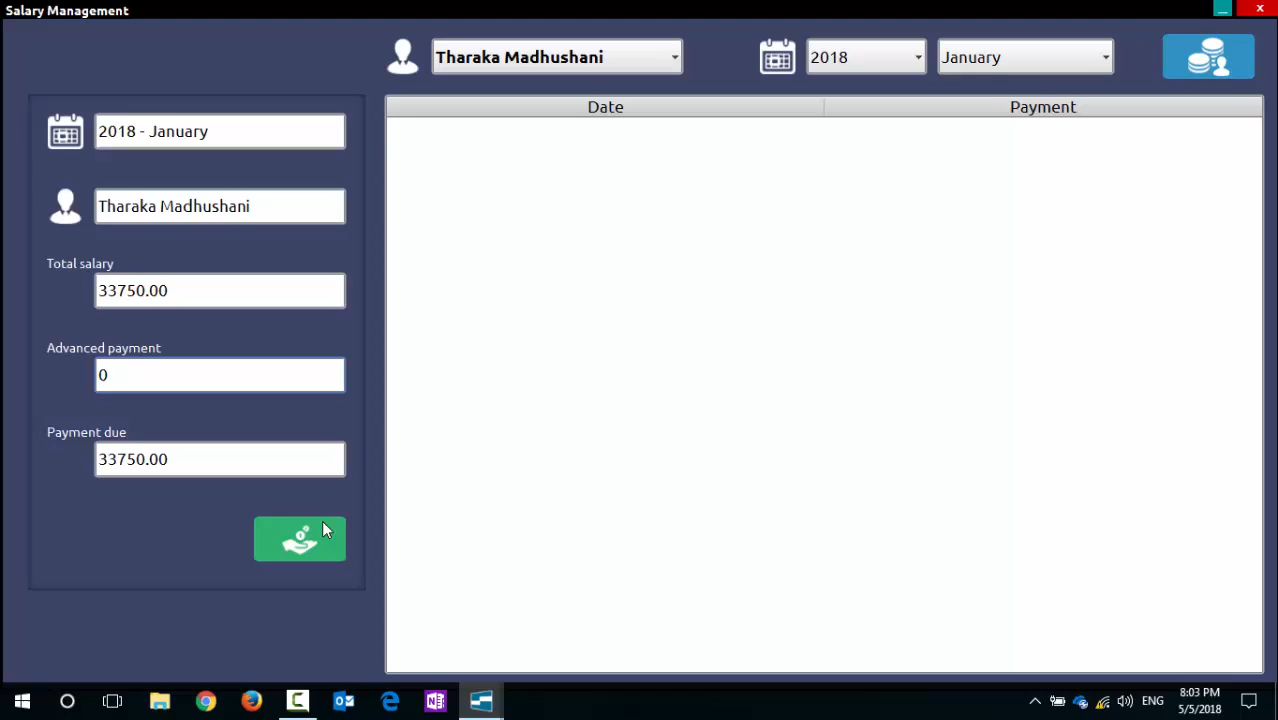 Salary Management
Tharaka Madhushani
2018
January
2018 - January
Tharaka Madhushani
Total salary
33750.00
Advanced payment
0
Payment due
33750.00
Date
Payment
ENG
8:03 PM
5/5/2018